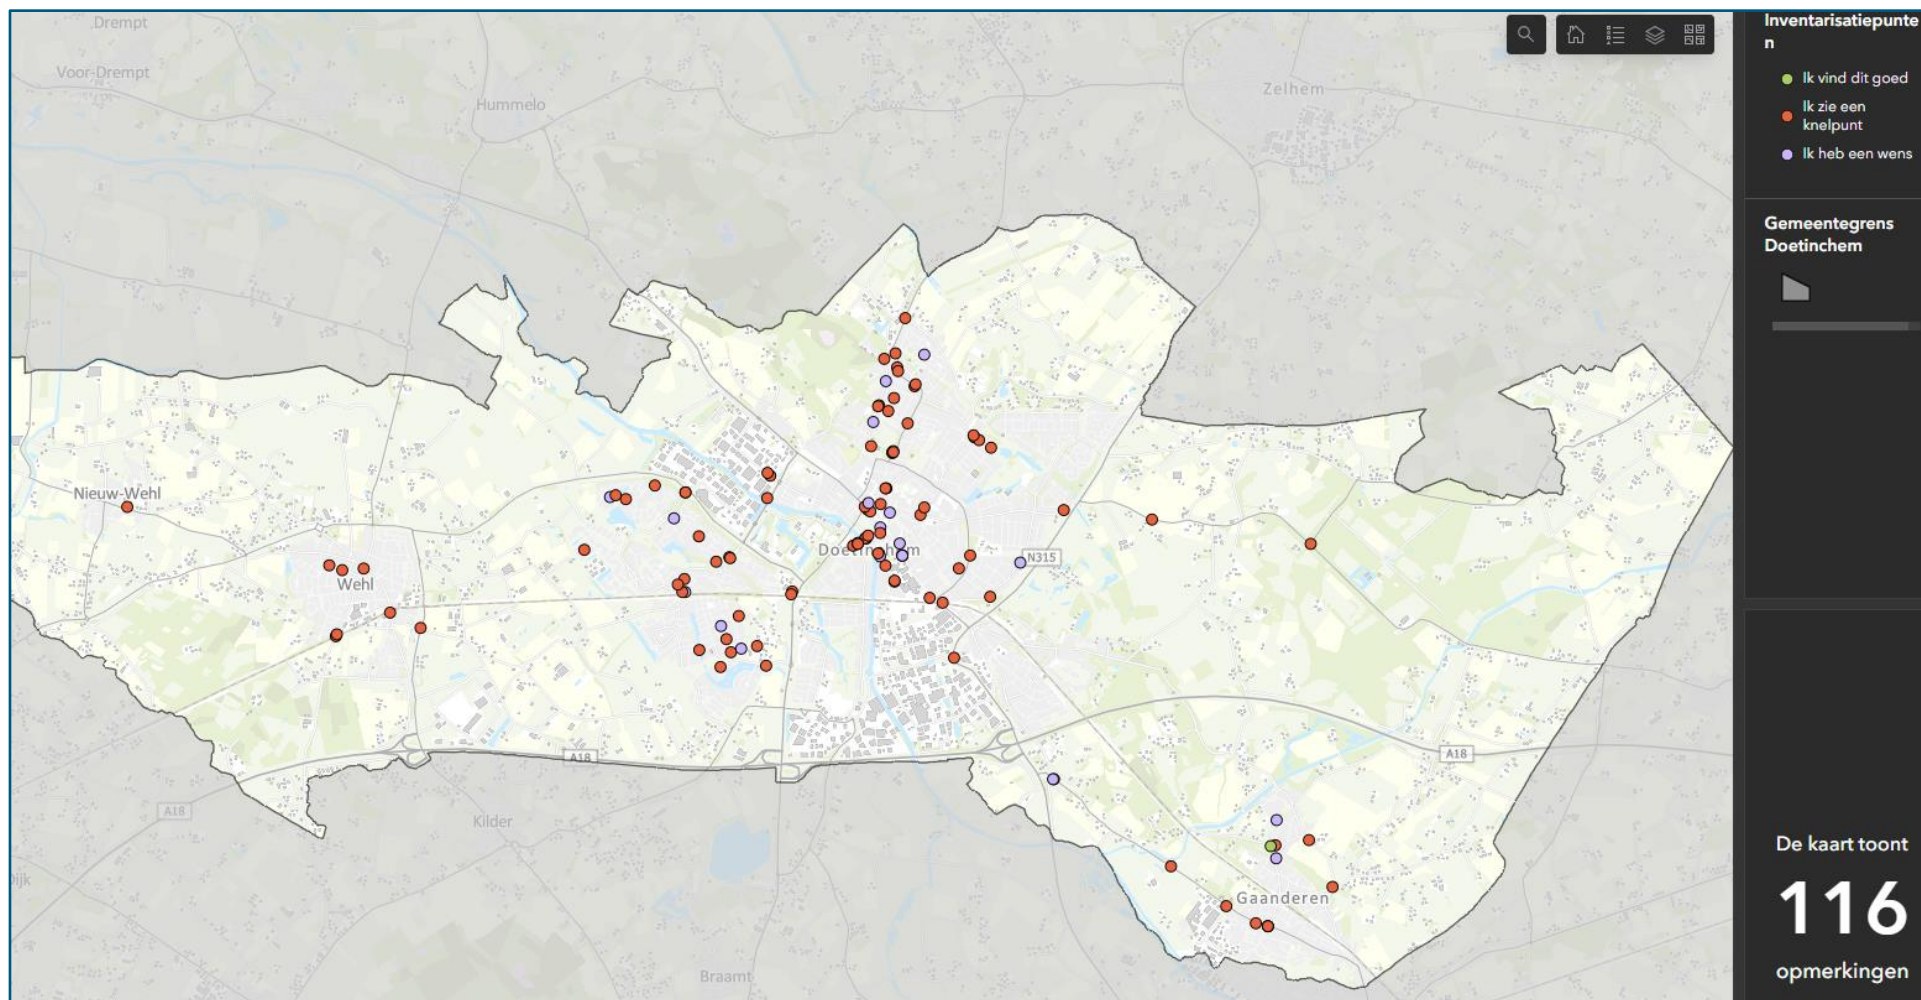 Drempt
Voor-Drempt
Hummelo
Zelhem
Nieuw-Wehl
Wehl
Doetinchem
N315
A18
A18
A18
Kilder
Gaanderen
Braamt
Inventarisatiepunte
n
Ik vind dit goed
Ik zie een
knelpunt
Ik heb een wens
Gemeentegrens
Doetinchem
De kaart toont
116
opmerkingen